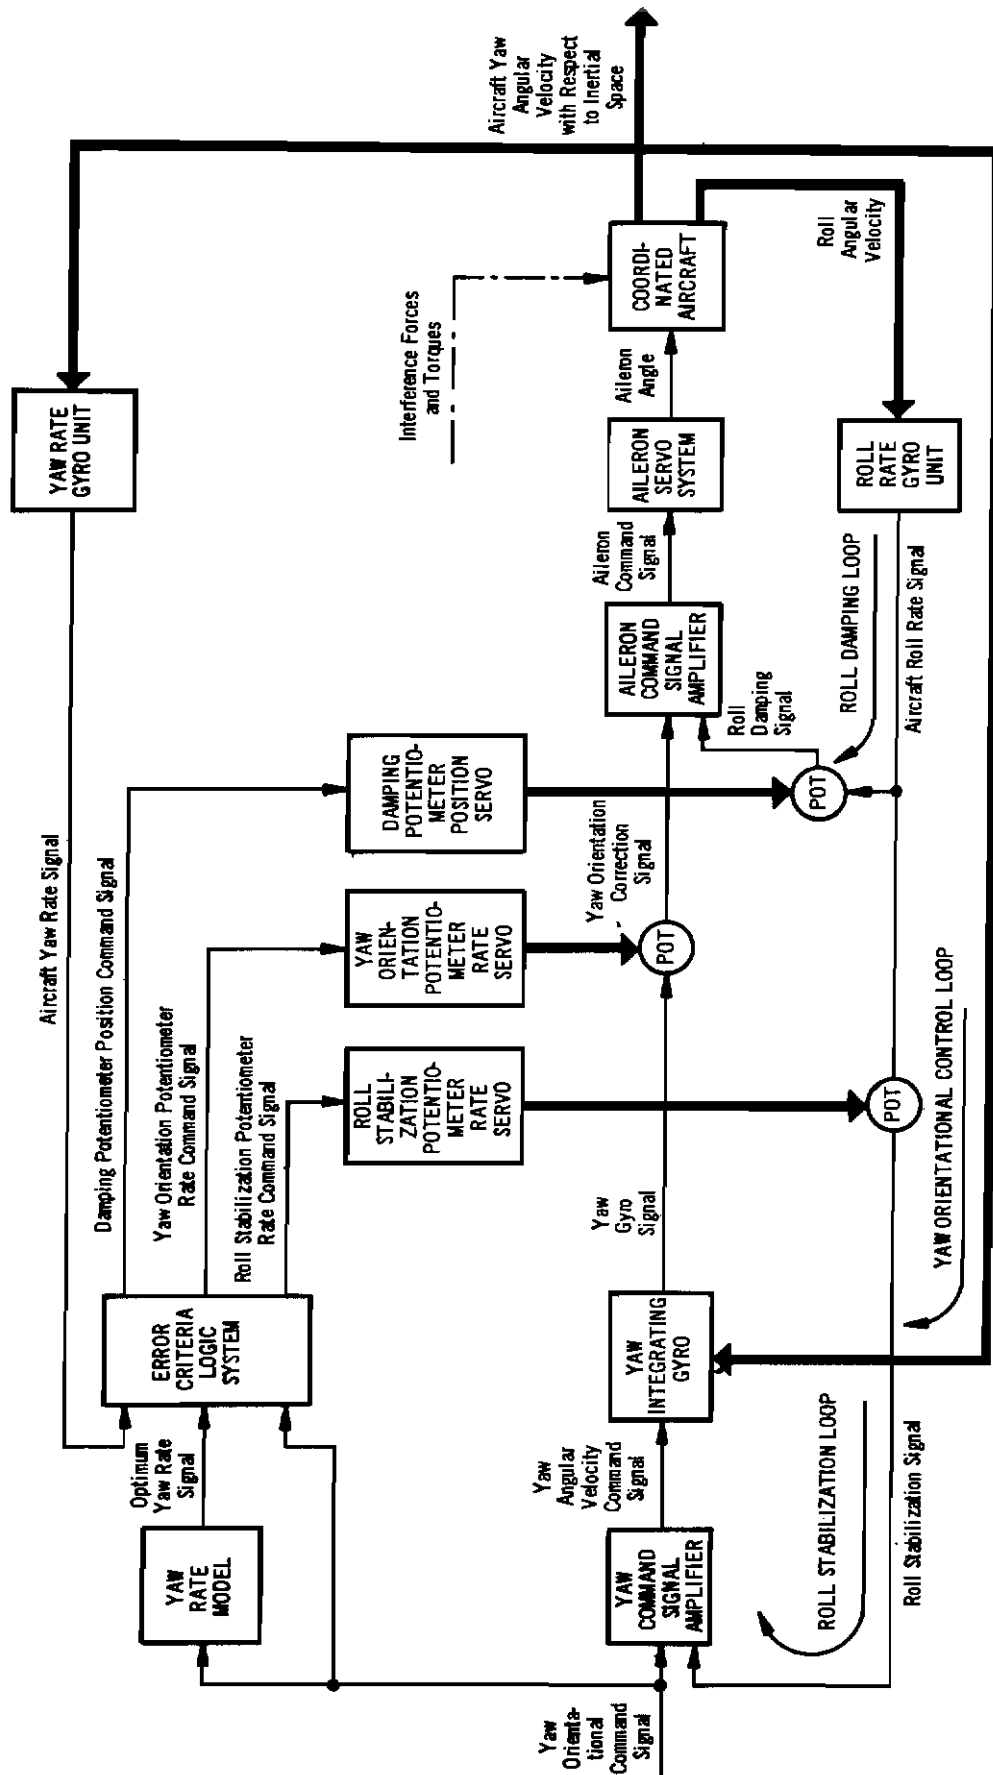 Aircraft Yaw
Angular
Velocity
with Respect
to Inertial
Space
YAW RATE
GYRO UNIT
Interference Forces
and Torques
COORDI-
NATED
AIRCRAFT
Roll
Angular
Velocity
Aileron
Angle
AILERON
SERVO
SYSTEM
ROLL
RATE
GYRO
UNIT
Aileron
Command
Signal
AILERON
COMMAND
SIGNAL
AMPLIFIER
Roll
Damping
Signal
ROLL DAMPING LOOP
Aircraft Roll Rate Signal
Aircraft Yaw Rate Signal
DAMPING
POTENTIO-
METER
POSITION
SERVO
POT
Yaw Orientation
Correction
Signal
YAW
ORIEN-
TATION
POTENTIO-
METER
RATE
SERVO
POT
ROLL
STABILI-
ZATION
POTENTIO-
METER
RATE
SERVO
POT
Damping Potentiometer Position Command Signal
Yaw Orientation Potentiometer
Rate Command Signal
Roll Stabilization Potentiometer
Rate Command Signal
Yaw
Gyro
Signal
YAW ORIENTATIONAL CONTROL LOOP
ERROR
CRITERIA
LOGIC
SYSTEM
YAW
INTEGRATING
GYRO
Optimum
Yaw Rate
Signal
Yaw
Angular
Velocity
Command
Signal
ROLL STABILIZATION LOOP
Roll Stabilization Signal
YAW
RATE
MODEL
YAW
COMMAND
SIGNAL
AMPLIFIER
Yaw
Orienta-
tional
Command
Signal